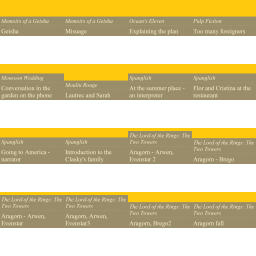 Memoirs of a Geisha
Geisha
Memoirs of a Geisha
Massage
Ocean's Eleven
Explaining the plan
Pulp Fiction
Too many foreigners
Monsoon Wedding
Conversation in the
garden on the phone
Moulin Rouge
Lautrec and Satie
Spanglish
At the summer place -
an interpreter
Spanglish
Flor and Cristina at the
restaurant
Spanglish
Going to America -
narrator
Spanglish
Introduction to the
Clasky's family
The Lord of the Rings: The
Two Towers
Aragorn - Arwen,
Evenstar 2
The Lord of the Rings: The
Two Towers
Aragorn - Brego
The Lord of the Rings: The
Two Towers
Aragorn - Arwen,
Evenstar
The Lord of the Rings: The
Two Towers
Aragorn, Arwen,
Evenstar3
The Lord of the Rings: The
Two Towers
Aragorn, Brego2
The Lord of the Rings: The
Two Towers
Aragorn fall